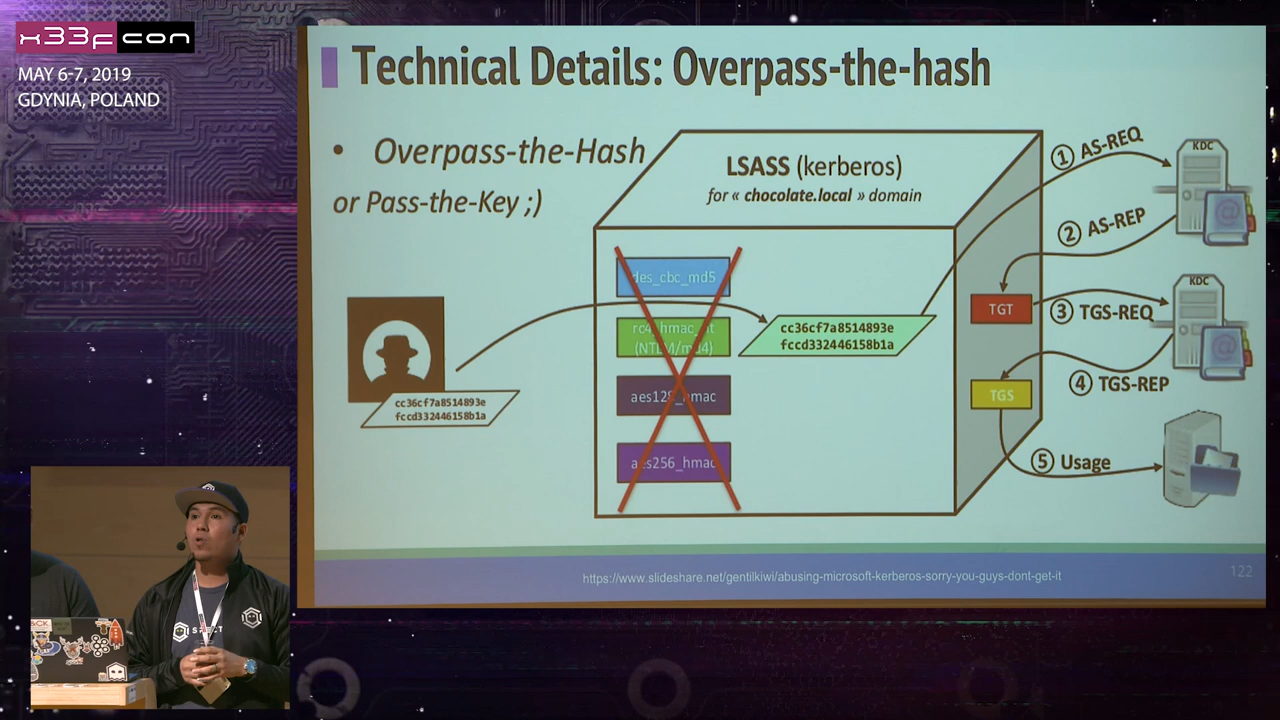 x33fcon
MAY 6-7, 2019
GDYNIA, POLAND
Technical Details: Overpass-the-hash
• Overpass-the-Hash
or Pass-the-Key ;)
LSASS (kerberos)
for « chocolate.local » domain
des_cbc_md5
rc4_hmac_nt
(NTLM/md4)
aes128_hmac
aes256_hmac
cc36cf7a8514893e
fccd332446158b1a
cc36cf7a8514893e
fccd332446158b1a
TGT
TGS
1 AS-REQ
2 AS-REP
3 TGS-REQ
4 TGS-REP
5 Usage
KDC
KDC
https://www.slideshare.net/gentilkiwi/abusing-microsoft-kerberos-sorry-you-guys-dont-get-it
122